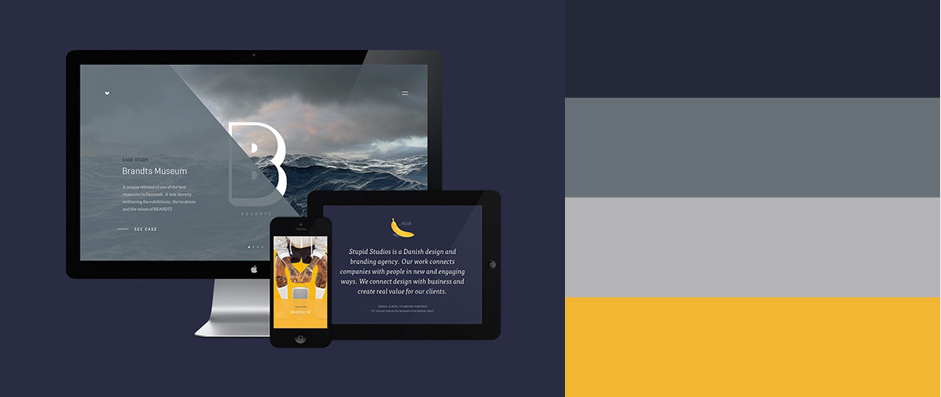 CASE STUDY
Brandts Museum
A unique rebrand of one of the best
museums in Denmark. A new identity
embracing the exhibitions, the locations
and the values of BRANDTS
SEE CASE
B
BRANDTS
Stupid Studios is a Danish design and
branding agency. Our work connects
companies with people in new and engaging
ways. We connect design with business and
create real value for our clients.